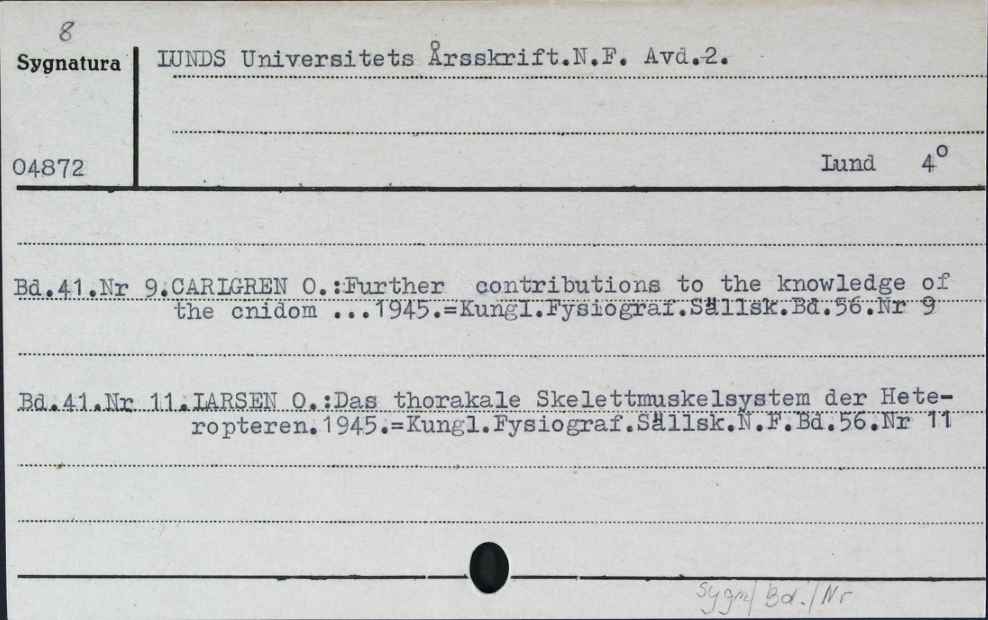 8
Sygnatura
LUNDS Universitets Årsskrift.N.F. Avd.2.
04872
Lund 4°
Bd.41.Nr 9.CARLGREN O.:Further contributions to the knowledge of
the cnidom ...1945.=Kungl.Fysiograf.Sällsk.Bd.56.Nr 9
Bd.41.Nr 11.LARSEN O.:Das thorakale Skelettmuskelsystem der Hete-
ropteren.1945.=Kungl.Fysiograf.Sällsk.N.F.Bd.56.Nr 11
Sygn/Bd./Nr